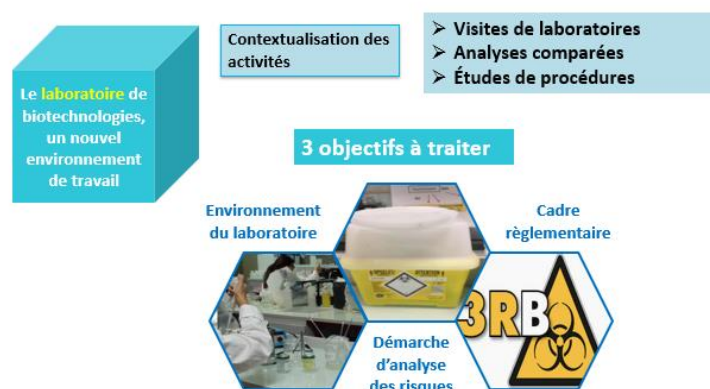 Le laboratoire de
biotechnologies,
un nouvel
environnement
de travail
Contextualisation des
activités
➢ Visites de laboratoires
➢ Analyses comparées
➢ Études de procédures
3 objectifs à traiter
Environnement
du laboratoire
Cadre
règlementaire
3RB
Démarche
d'analyse
des risques